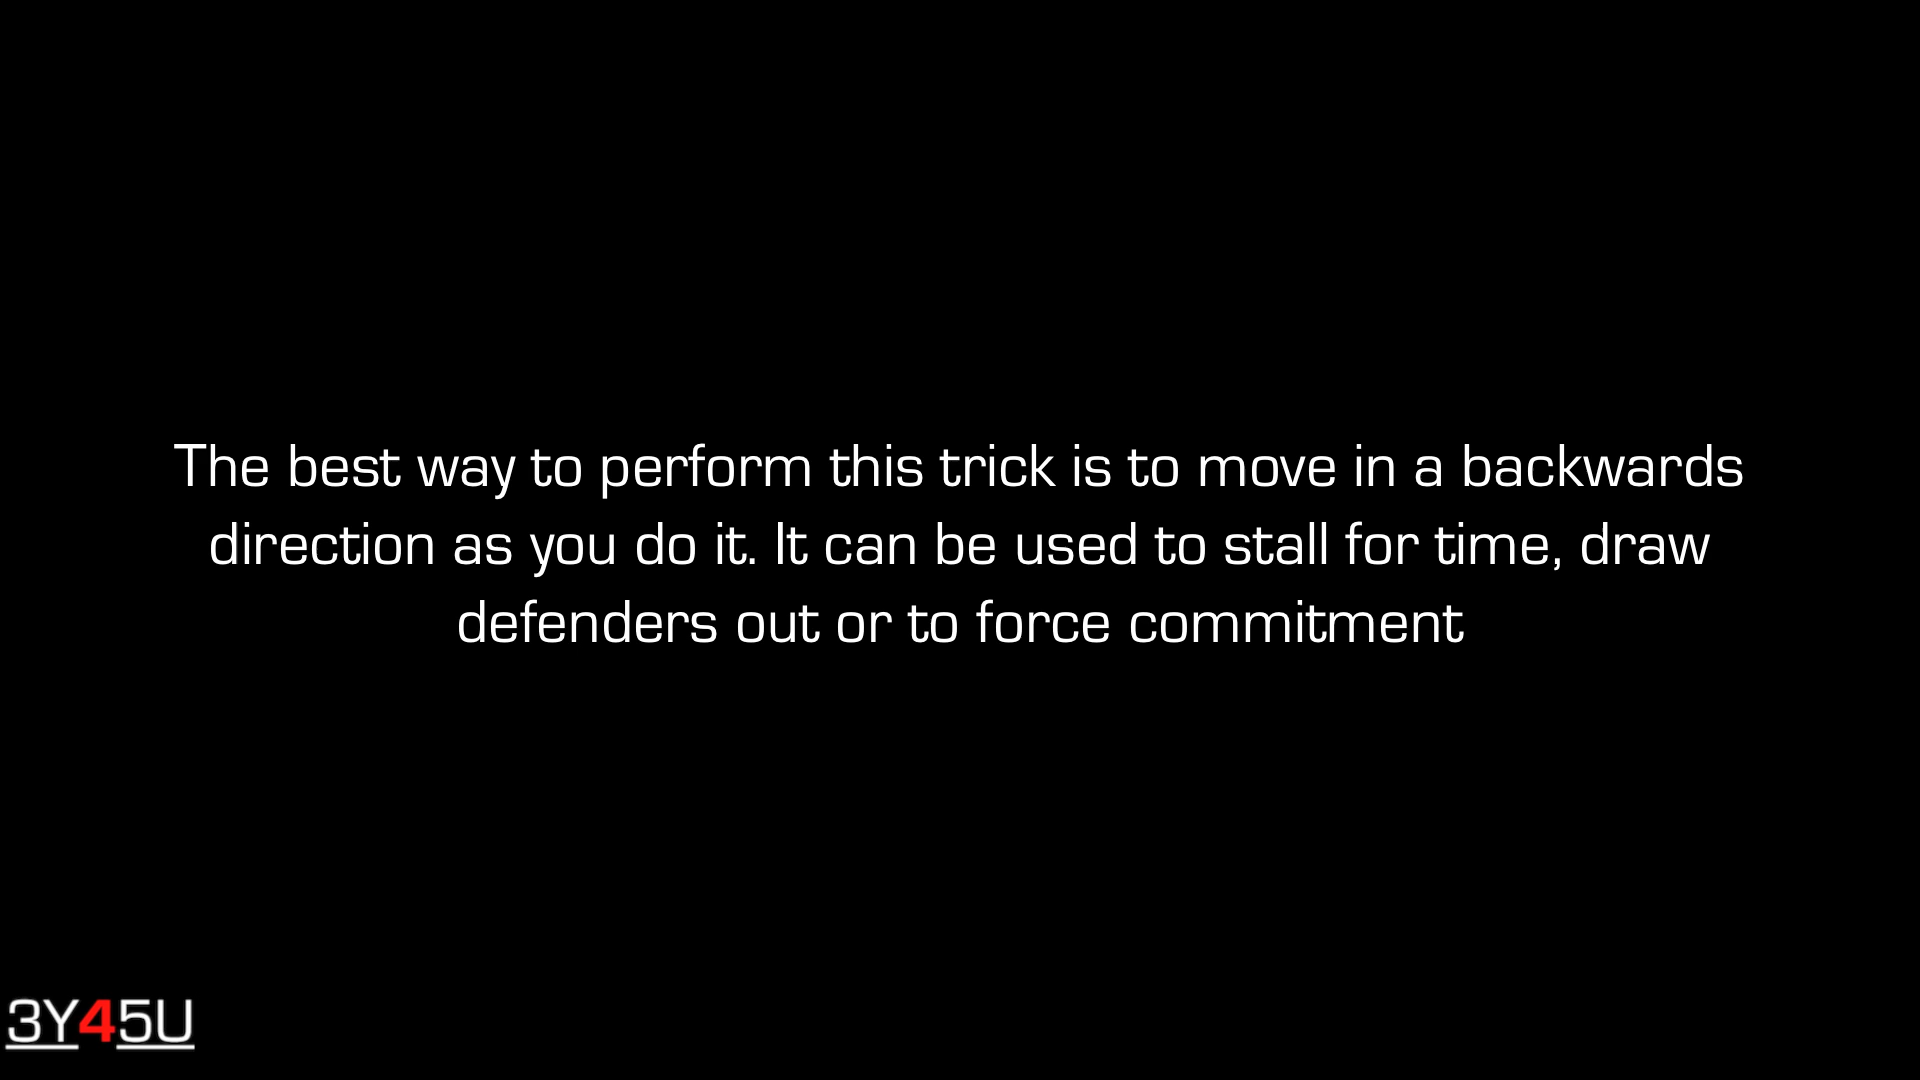 The best way to perform this trick is to move in a backwards
direction as you do it. It can be used to stall for time, draw
defenders out or to force commitment
3Y45U